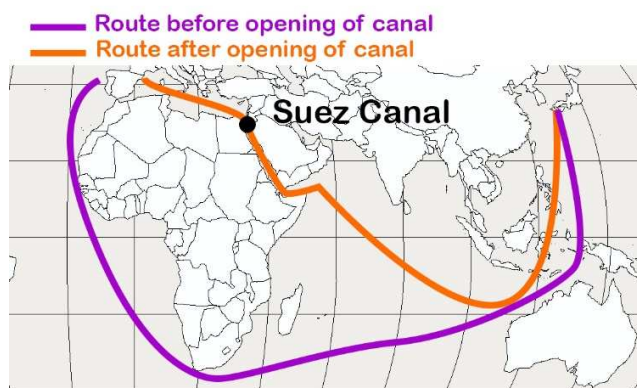 Route before opening of canal
Route after opening of canal
Suez Canal